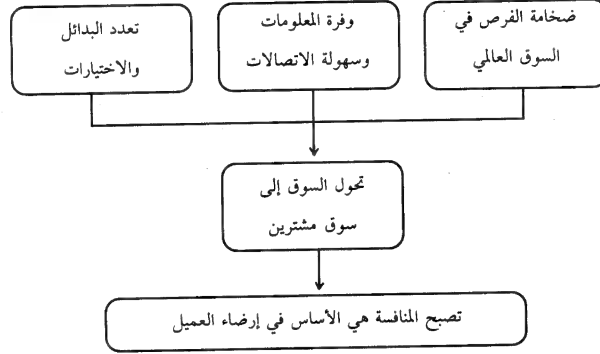 ضخامة الفرص في
السوق العالمي
وفرة المعلومات
وسهولة الاتصالات
تعدد البدائل
والاختيارات
تحول السوق إلى
سوق مشترين
تصبح المنافسة هي الأساس في إرضاء العميل